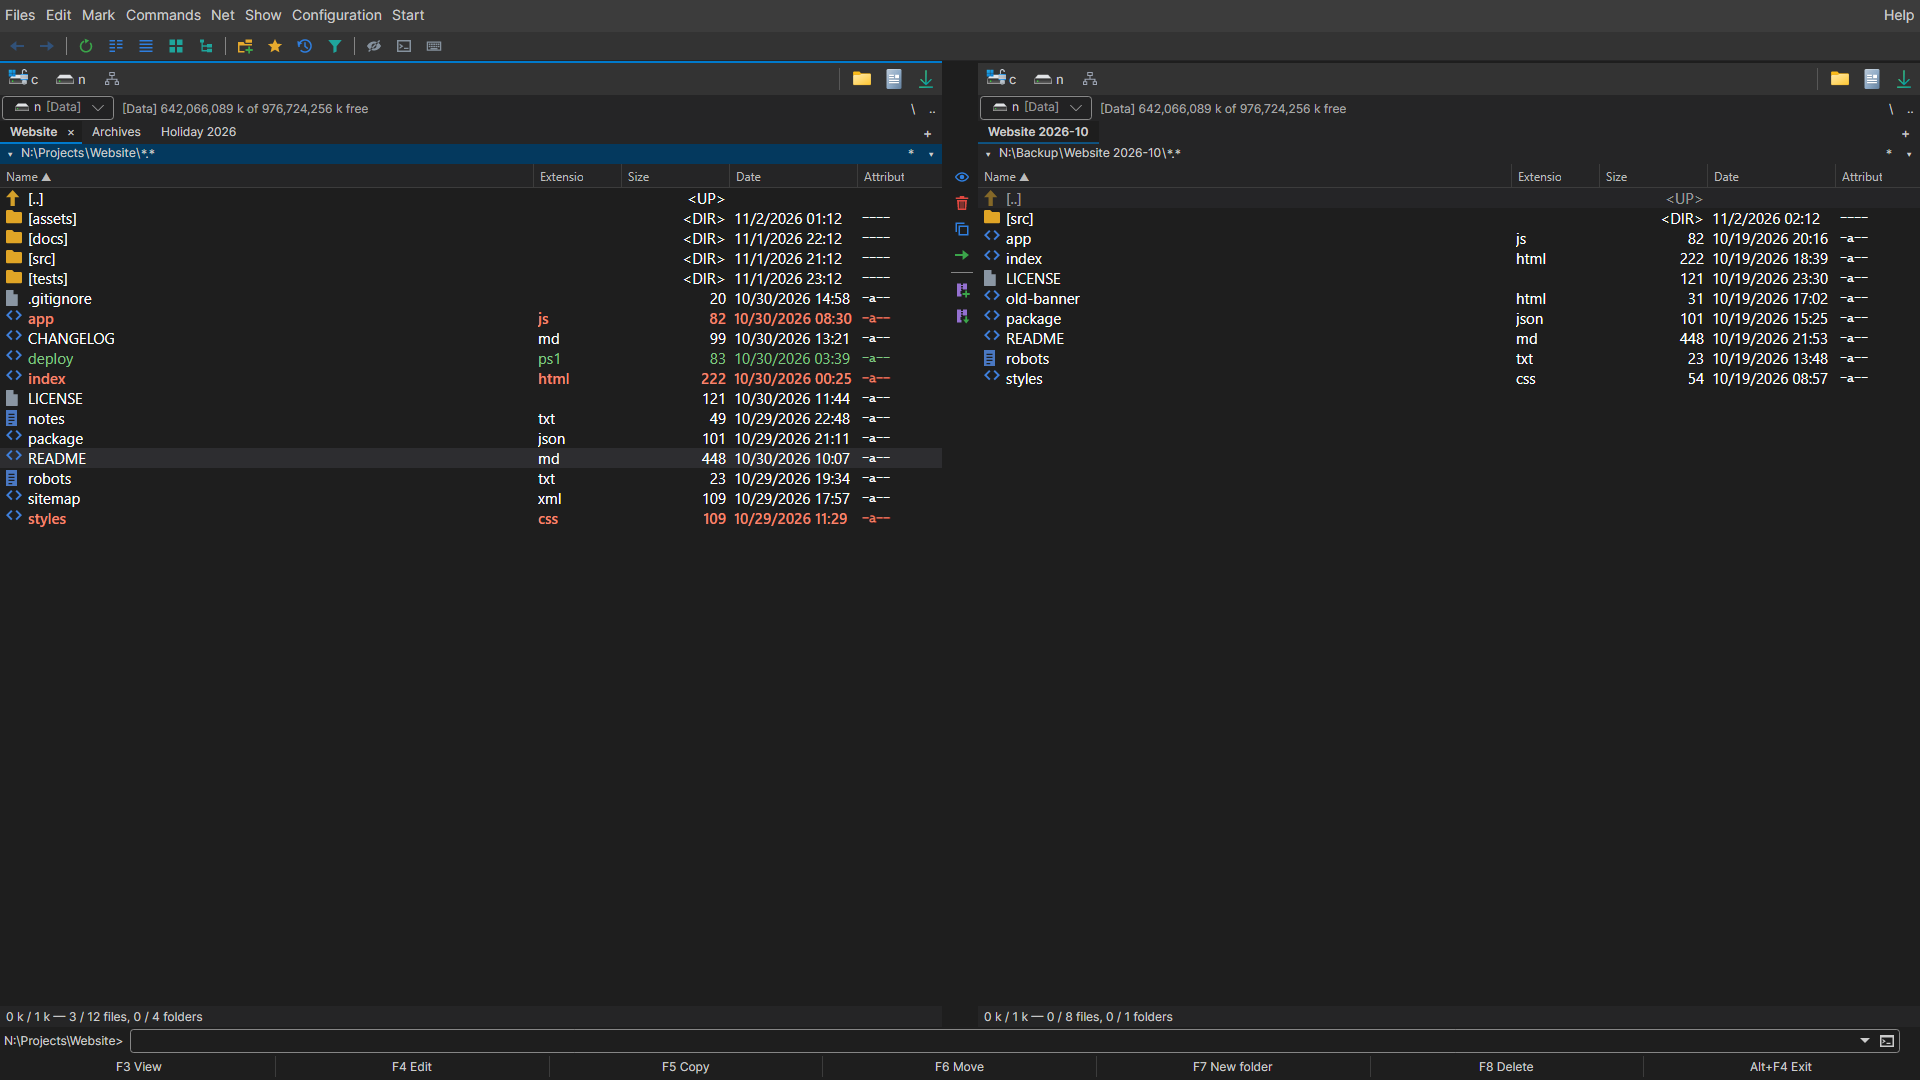 Files Edit Mark Commands Net Show Configuration Start Help
c n
[Data] 642,066,089 k of 976,724,256 k free \ ..
n [Data]
Website × Archives Holiday 2026 +
N:\Projects\Website\*.* *
Name Extensio Size Date Attribut
[..] <UP>
[assets] <DIR> 11/2/2026 01:12 ----
[docs] <DIR> 11/1/2026 22:12 ----
[src] <DIR> 11/1/2026 21:12 ----
[tests] <DIR> 11/1/2026 23:12 ----
.gitignore 20 10/30/2026 14:58 -a--
app js 82 10/30/2026 08:30 -a--
CHANGELOG md 99 10/30/2026 13:21 -a--
deploy ps1 83 10/30/2026 03:39 -a--
index html 222 10/30/2026 00:25 -a--
LICENSE 121 10/30/2026 11:44 -a--
notes txt 49 10/29/2026 22:48 -a--
package json 101 10/29/2026 21:11 -a--
README md 448 10/30/2026 10:07 -a--
robots txt 23 10/29/2026 19:34 -a--
sitemap xml 109 10/29/2026 17:57 -a--
styles css 109 10/29/2026 11:29 -a--
0 k / 1 k — 3 / 12 files, 0 / 4 folders
c n
n [Data]
[Data] 642,066,089 k of 976,724,256 k free \ ..
Website 2026-10 +
N:\Backup\Website 2026-10\*.* *
Name Extensio Size Date Attribut
[..] <UP>
[src] <DIR> 11/2/2026 02:12 ----
app js 82 10/19/2026 20:16 -a--
index html 222 10/19/2026 18:39 -a--
LICENSE 121 10/19/2026 23:30 -a--
old-banner html 31 10/19/2026 17:02 -a--
package json 101 10/19/2026 15:25 -a--
README md 448 10/19/2026 21:53 -a--
robots txt 23 10/19/2026 13:48 -a--
styles css 54 10/19/2026 08:57 -a--
0 k / 1 k — 0 / 8 files, 0 / 1 folders
N:\Projects\Website>
F3 View F4 Edit F5 Copy F6 Move F7 New folder F8 Delete Alt+F4 Exit